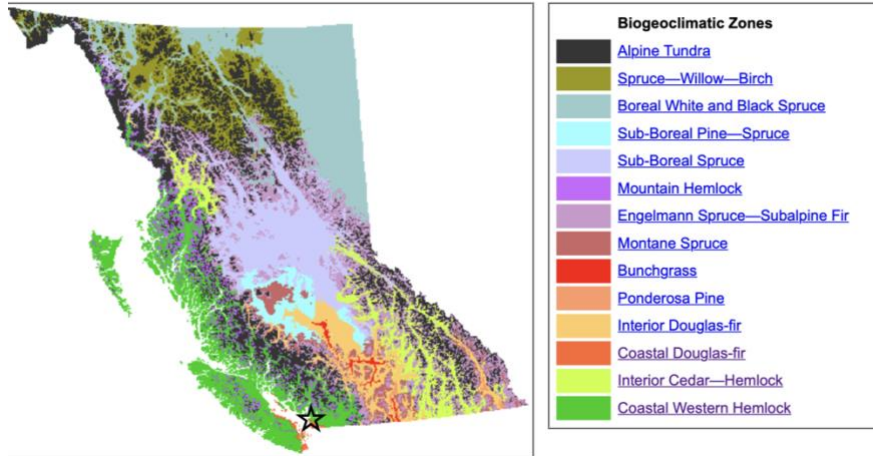 Biogeoclimatic Zones
Alpine Tundra
Spruce—Willow—Birch
Boreal White and Black Spruce
Sub-Boreal Pine—Spruce
Sub-Boreal Spruce
Mountain Hemlock
Engelmann Spruce—Subalpine Fir
Montane Spruce
Bunchgrass
Ponderosa Pine
Interior Douglas-fir
Coastal Douglas-fir
Interior Cedar—Hemlock
Coastal Western Hemlock